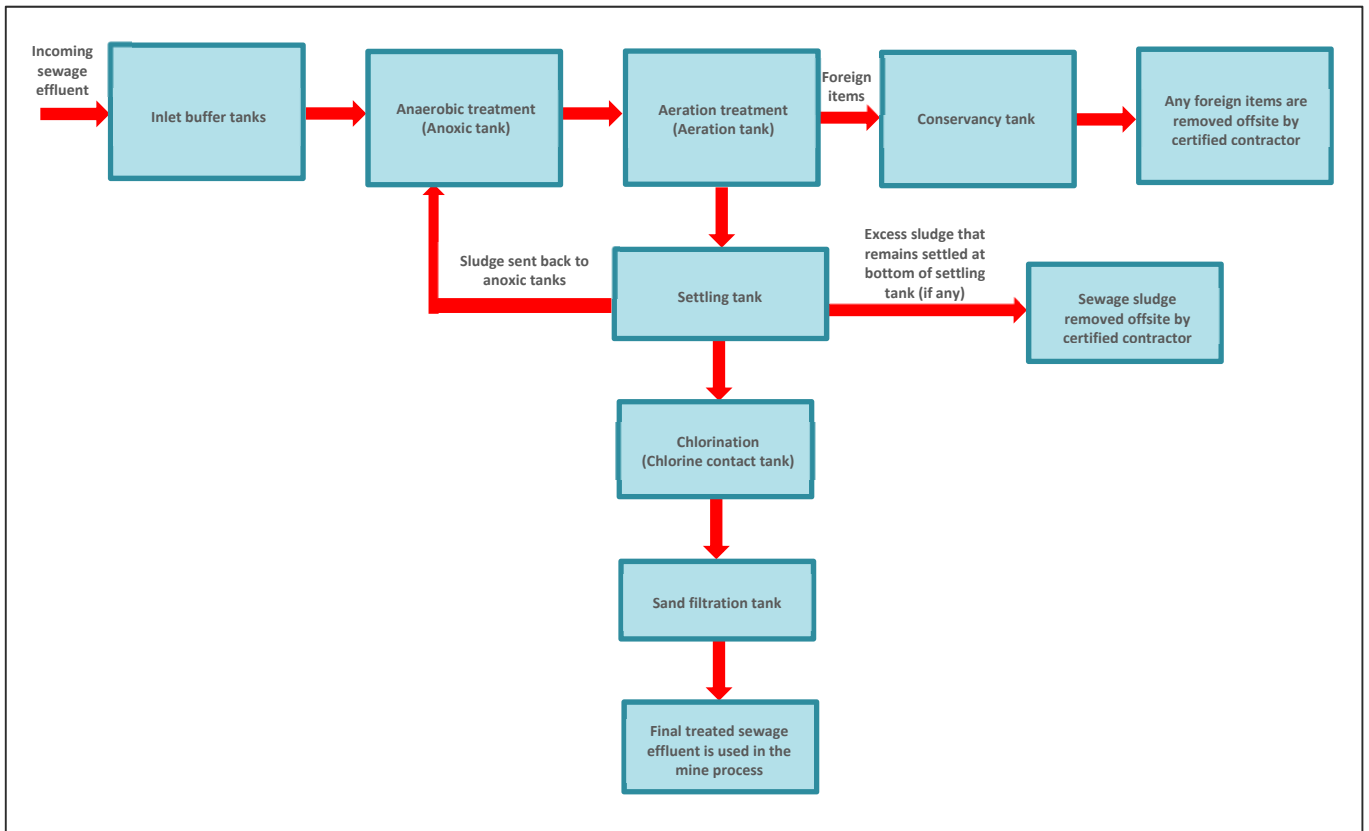 Incoming
sewage
effluent
Inlet buffer tanks
Anaerobic treatment
(Anoxic tank)
Aeration treatment
(Aeration tank)
Foreign
items
Conservancy tank
Any foreign items are
removed offsite by
certified contractor
Sludge sent back to
anoxic tanks
Settling tank
Excess sludge that
remains settled at
bottom of settling
tank (if any)
Sewage sludge
removed offsite by
certified contractor
Chlorination
(Chlorine contact tank)
Sand filtration tank
Final treated sewage
effluent is used in the
mine process